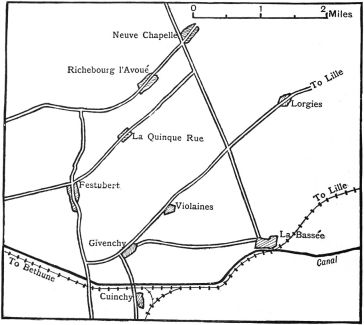 0 1 2
Miles
Neuve Chapelle
Richebourg l'Avoué
To Lille
Lorgies
La Quinque Rue
Festubert
To Lille
Violaines
La Bassée
Givenchy
To Bethune
Canal
Cuinchy